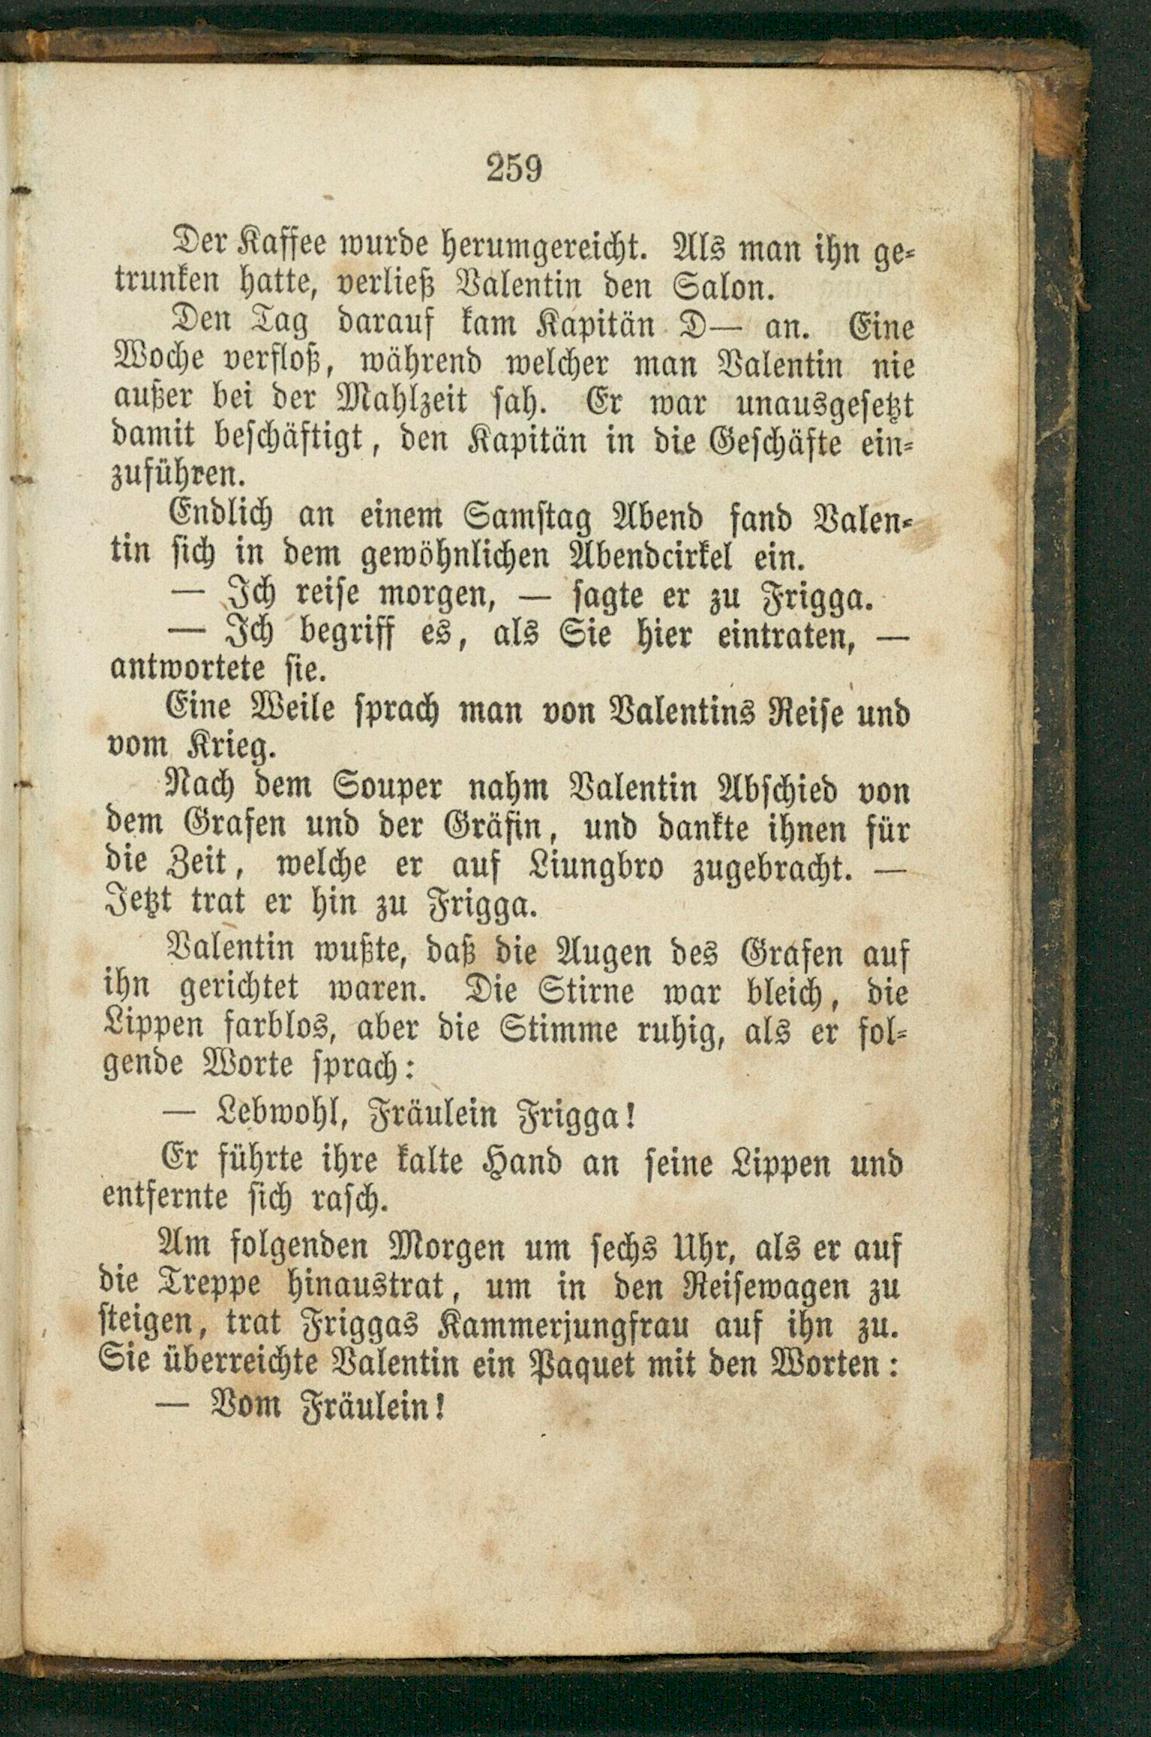 259
Der Kaffee wurde herumgereicht. Als man ihn ge-
trunken hatte, verließ Valentin den Salon.
Den Tag darauf kam Kapitän D— an. Eine
Woche verfloß, während welcher man Valentin nie
außer bei der Mahlzeit sah. Er war unausgesetzt
damit beschäftigt, den Kapitän in die Geschäfte ein-
zuführen.
Endlich an einem Samstag Abend fand Valen-
tin sich in dem gewöhnlichen Abendcirkel ein.
— Ich reise morgen, — sagte er zu Frigga.
— Ich begriff es, als Sie hier eintraten, —
antwortete sie.
Eine Weile sprach man von Valentins Reise und
vom Krieg.
Nach dem Souper nahm Valentin Abschied von
dem Grafen und der Gräfin, und dankte ihnen für
die Zeit, welche er auf Liungbro zugebracht. —
Jetzt trat er hin zu Frigga.
Valentin wußte, daß die Augen des Grafen auf
ihn gerichtet waren. Die Stirne war bleich, die
Lippen farblos, aber die Stimme ruhig, als er fol-
gende Worte sprach:
— Lebwohl, Fräulein Frigga!
Er führte ihre kalte Hand an seine Lippen und
entfernte sich rasch.
Am folgenden Morgen um sechs Uhr, als er auf
die Treppe hinaustrat, um in den Reisewagen zu
steigen, trat Friggas Kammerjungfrau auf ihn zu.
Sie überreichte Valentin ein Paquet mit den Worten:
— Vom Fräulein!